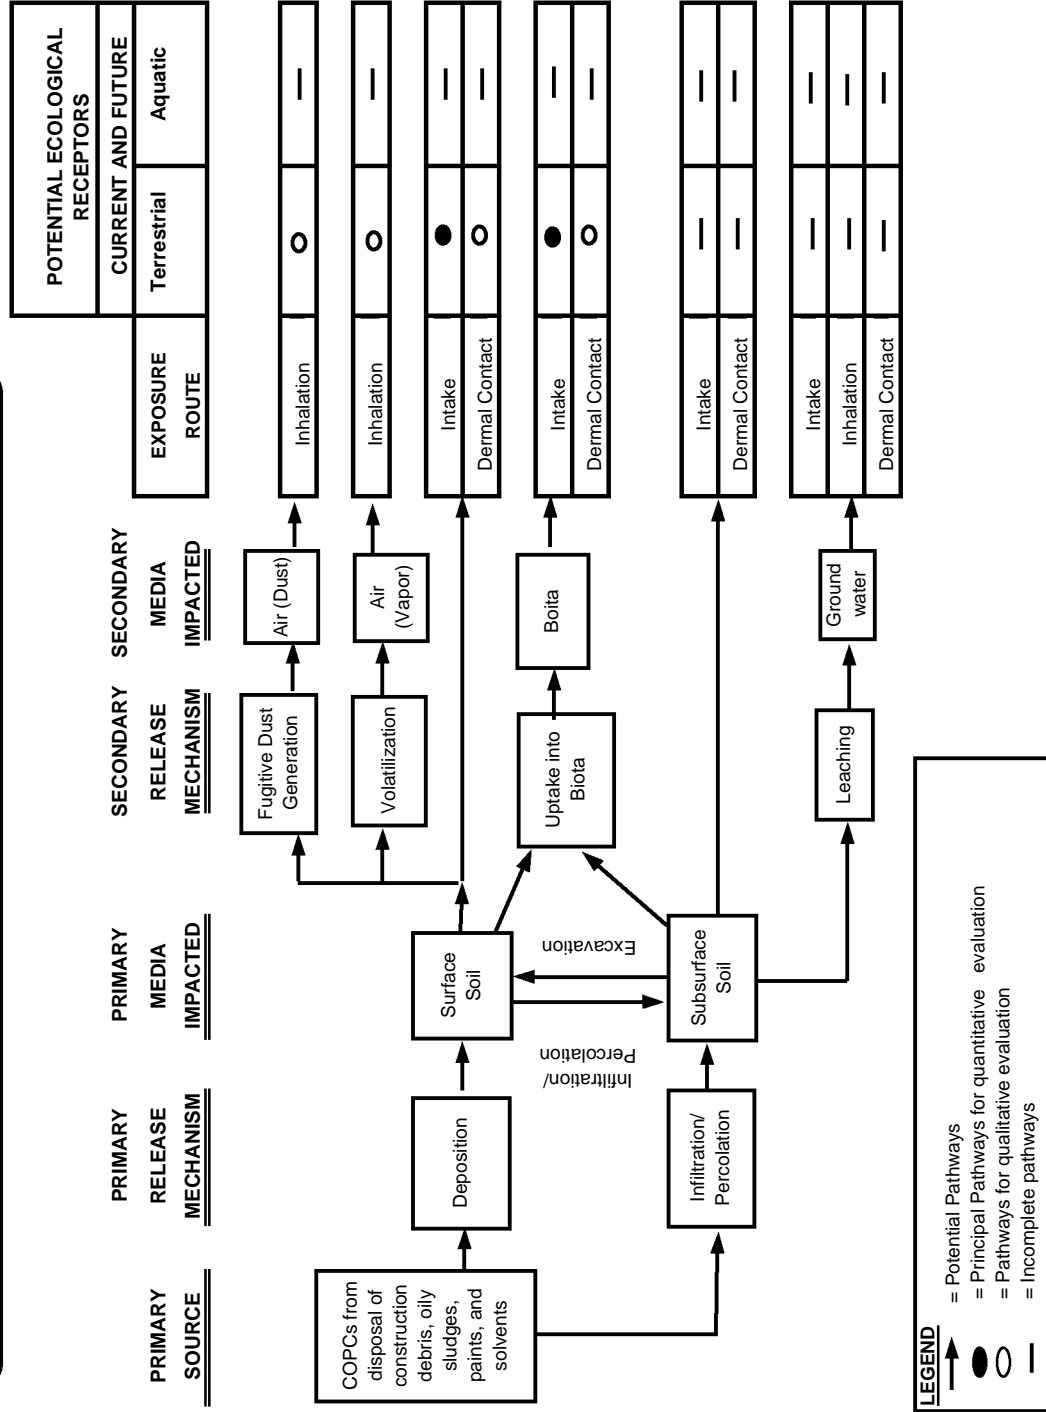 POTENTIAL ECOLOGICAL
RECEPTORS
CURRENT AND FUTURE
PRIMARY
SOURCE
PRIMARY
RELEASE
MECHANISM
PRIMARY
MEDIA
IMPACTED
SECONDARY
RELEASE
MECHANISM
SECONDARY
MEDIA
IMPACTED
EXPOSURE
ROUTE
Terrestrial
Aquatic
COPCs from
disposal of
construction
debris, oily
sludges,
paints, and
solvents
Deposition
Infiltration/
Percolation
Surface
Soil
Infiltration/
Percolation
Excavation
Subsurface
Soil
Fugitive Dust
Generation
Volatilization
Uptake into
Biota
Leaching
Air (Dust)
Air
(Vapor)
Boita
Ground
water
Inhalation
Inhalation
Intake
Dermal Contact
Intake
Dermal Contact
Intake
Dermal Contact
Intake
Inhalation
Dermal Contact
LEGEND
= Potential Pathways
= Principal Pathways for quantitative evaluation
= Pathways for qualitative evaluation
= Incomplete pathways